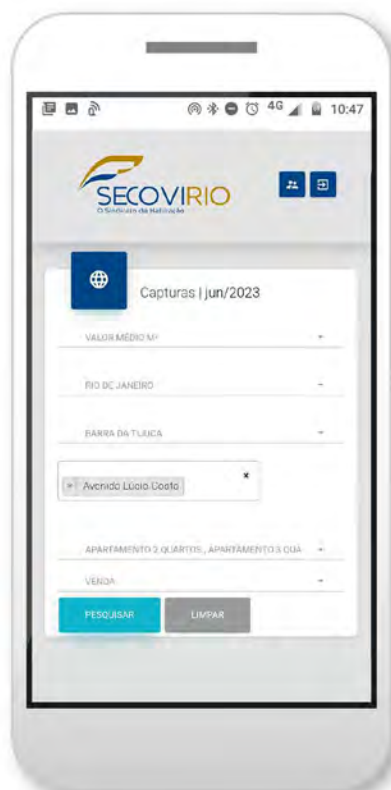 4G 10:47
SECOVIRIO
O Sindicato da Habitação
Capturas | jun/2023
VALOR MÉDIO M²
RIO DE JANEIRO
BARRA DA TIJUCA
× Avenida Lúcio Costa ×
APARTAMENTO 2 QUARTOS , APARTAMENTO 3 QUA
VENDA
PESQUISAR LIMPAR